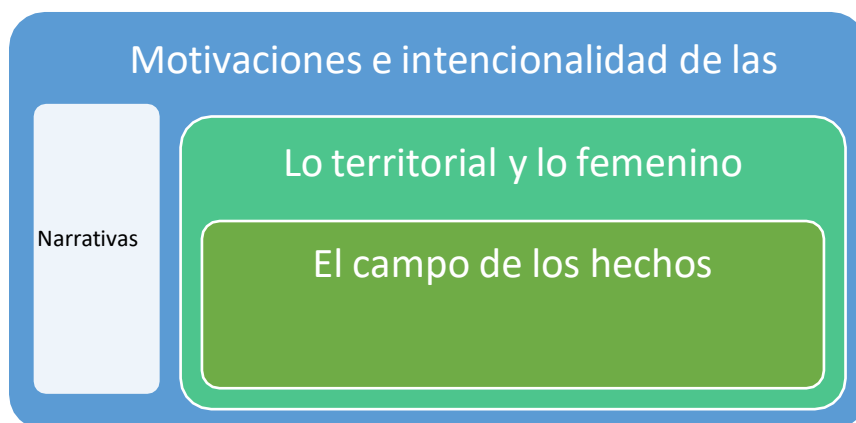 Motivaciones e intencionalidad de las
Lo territorial y lo femenino
Narrativas
El campo de los hechos